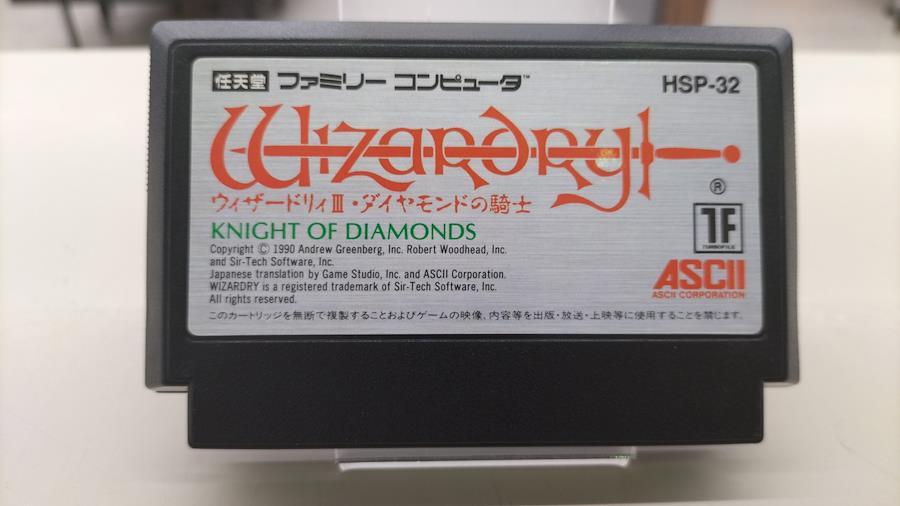 任天堂 ファミリー コンピュータ™ HSP-32
Wizardry
®
ウィザードリィⅢ・ダイヤモンドの騎士
KNIGHT OF DIAMONDS
Copyright © 1990 Andrew Greenberg, Inc. Robert Woodhead, Inc.
and Sir-Tech Software, Inc.
Japanese translation by Game Studio, Inc. and ASCII Corporation.
WIZARDRY is a registered trademark of Sir-Tech Software, Inc.
All rights reserved.
TF
TURBOFILE
ASCII
ASCII CORPORATION
このカートリッジを無断で複製することおよびゲームの映像、内容等を出版・放送・上映等に使用することを禁じます。